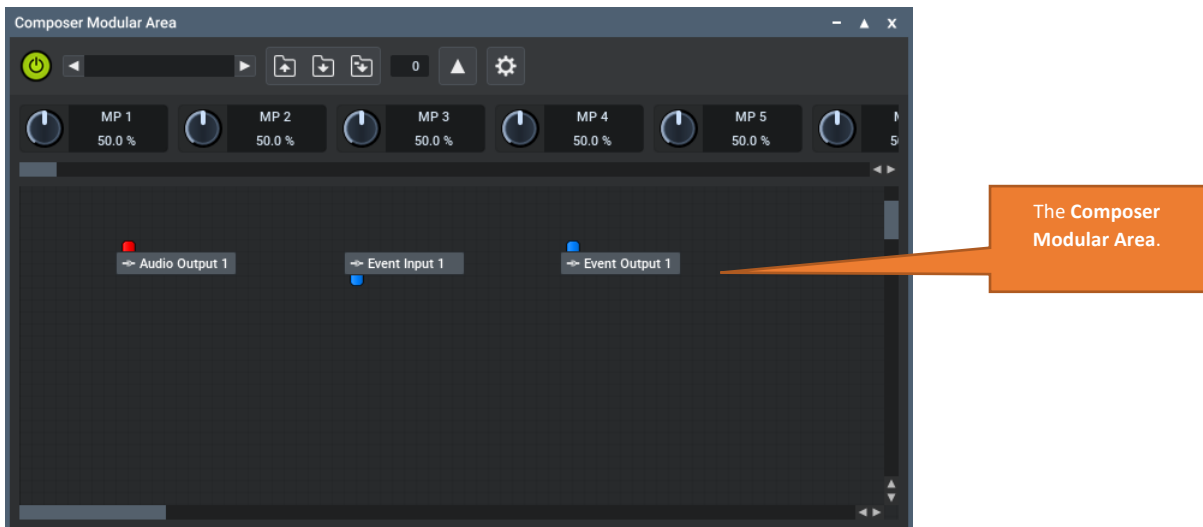 Composer Modular Area
0
MP 1
50.0 %
MP 2
50.0 %
MP 3
50.0 %
MP 4
50.0 %
MP 5
50.0 %
Audio Output 1
Event Input 1
Event Output 1
The Composer
Modular Area.